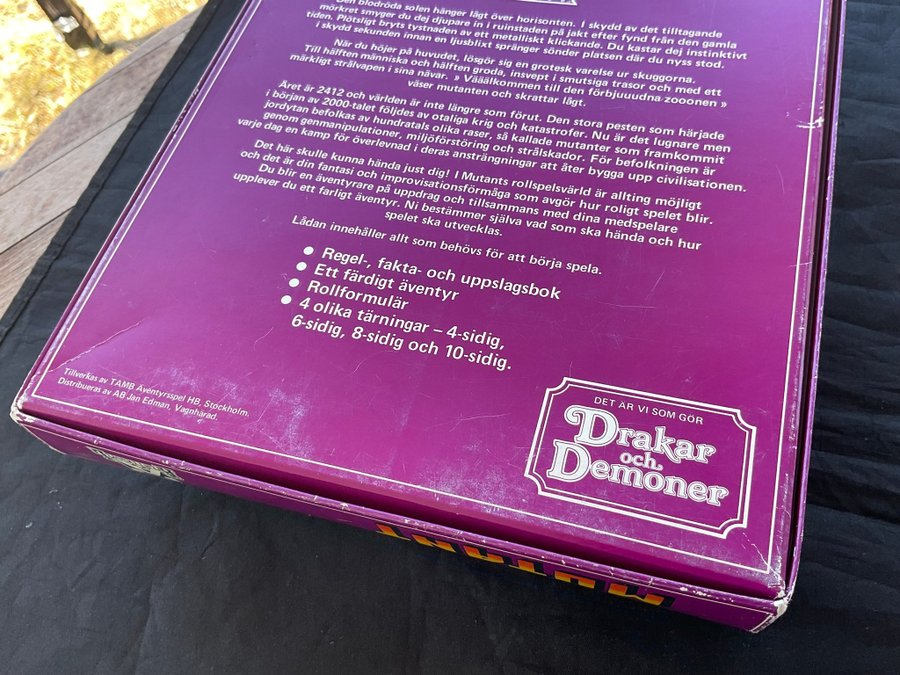 Den blodröda solen hänger lågt över horisonten. I skydd av det tilltagande
mörkret smyger du dej djupare in i ruinstaden på jakt efter fynd från den gamla
tiden. Plötsligt bryts tystnaden av ett metalliskt klickande. Du kastar dej instinktivt
i skydd sekunden innan en ljusblixt spränger sönder platsen där du nyss stod.
När du höjer på huvudet, lösgör sig en grotesk varelse ur skuggorna.
Till hälften människa och hälften groda, insvept i smutsiga trasor och med ett
märkligt strålvapen i sina nävar. » Väääl­kommen till den förbjuuudna zooonen »
väser mutanten och skrattar lågt.
Året är 2412 och världen är inte längre som förut. Den stora pesten som härjade
i början av 2000-talet följdes av otaliga krig och katastrofer. Nu är det lugnare men
jordytan befolkas av hundratals olika raser, så kallade mutanter som framkommit
genom genmanipulationer, miljöförstöring och strålskador. För befolkningen är
varje dag en kamp för överlevnad i deras ansträngningar att åter bygga upp civilisationen.
Det här skulle kunna hända just dig! I Mutants rollspelsvärld är allting möjligt
och det är din fantasi och improvisationsförmåga som avgör hur roligt spelet blir.
Du blir en äventyrare på uppdrag och tillsammans med dina medspelare
upplever du ett farligt äventyr. Ni bestämmer själva vad som ska hända och hur
spelet ska utvecklas.
Lådan innehåller allt som behövs för att börja spela.
● Regel-, fakta- och uppslagsbok
● Ett färdigt äventyr
● Rollformulär
● 4 olika tärningar – 4-sidig,
6-sidig, 8-sidig och 10-sidig.
Tillverkas av TAMB Äventyrsspel HB, Stockholm.
Distribueras av AB Jan Edman, Vagnhärad.
DET ÄR VI SOM GÖR
Drakar
och
Demoner
MUTANT